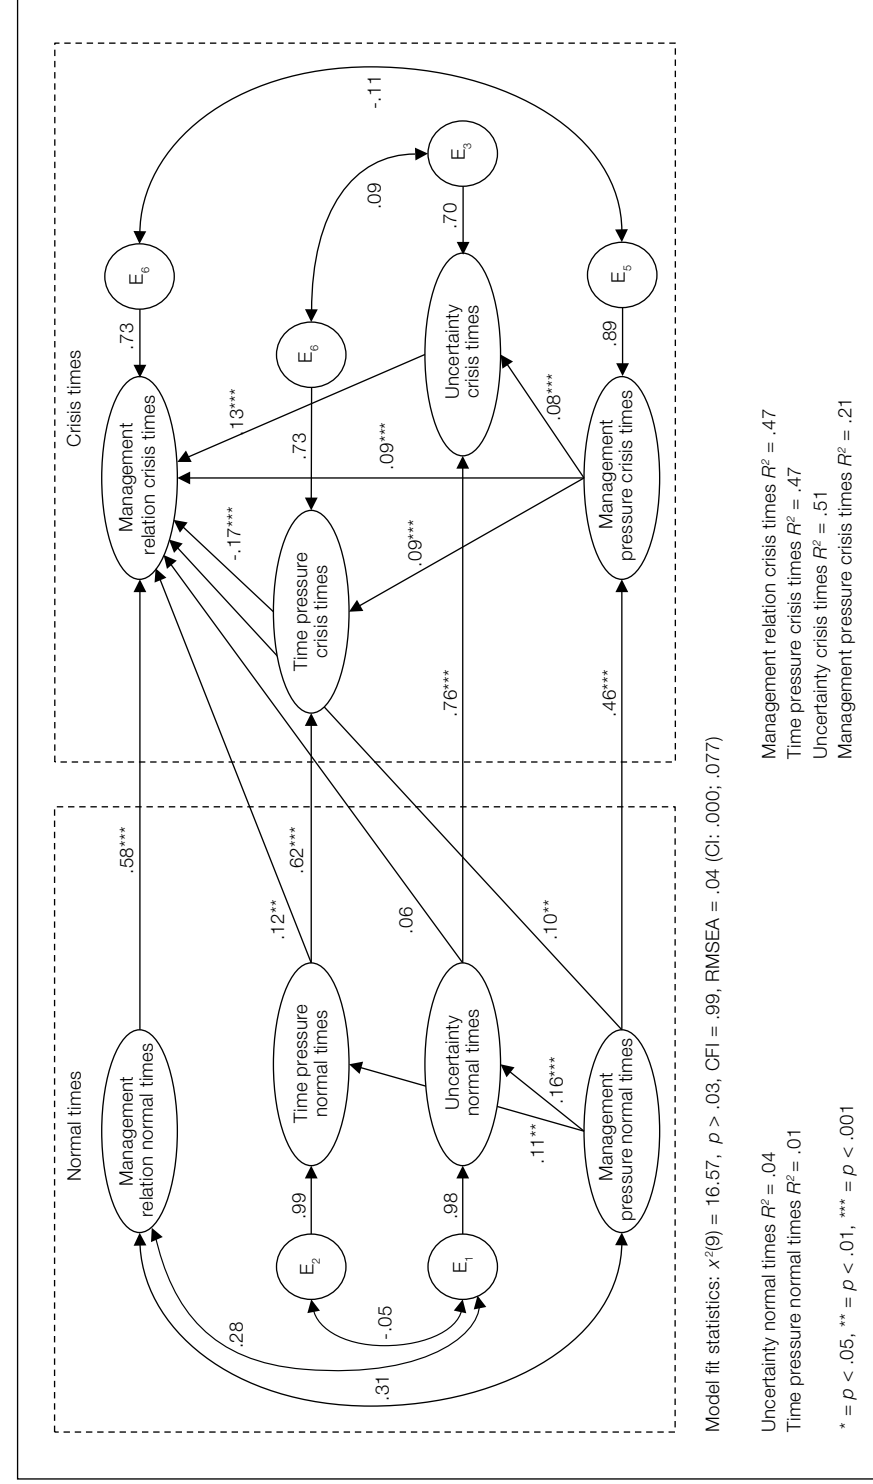 Normal times
Crisis times
Management
relation normal times
.58***
Management
relation crisis times
.73
E6
-.11
.28
.31
E2
.99
Time pressure
normal times
.12**
.62***
Time pressure
crisis times
-.17***
.73
E6
.09
.13***
.09***
.09***
-.05
E1
.98
Uncertainty
normal times
.06
.76***
Uncertainty
crisis times
.70
E3
.11**
.16***
.10**
.08***
Management
pressure normal times
.46***
Management
pressure crisis times
.89
E5
Model fit statistics: x²(9) = 16.57, p > .03, CFI = .99, RMSEA = .04 (CI: .000; .077)
Uncertainty normal times R² = .04
Time pressure normal times R² = .01
Management relation crisis times R² = .47
Time pressure crisis times R² = .47
Uncertainty crisis times R² = .51
Management pressure crisis times R² = .21
* = p < .05, ** = p < .01, *** = p < .001